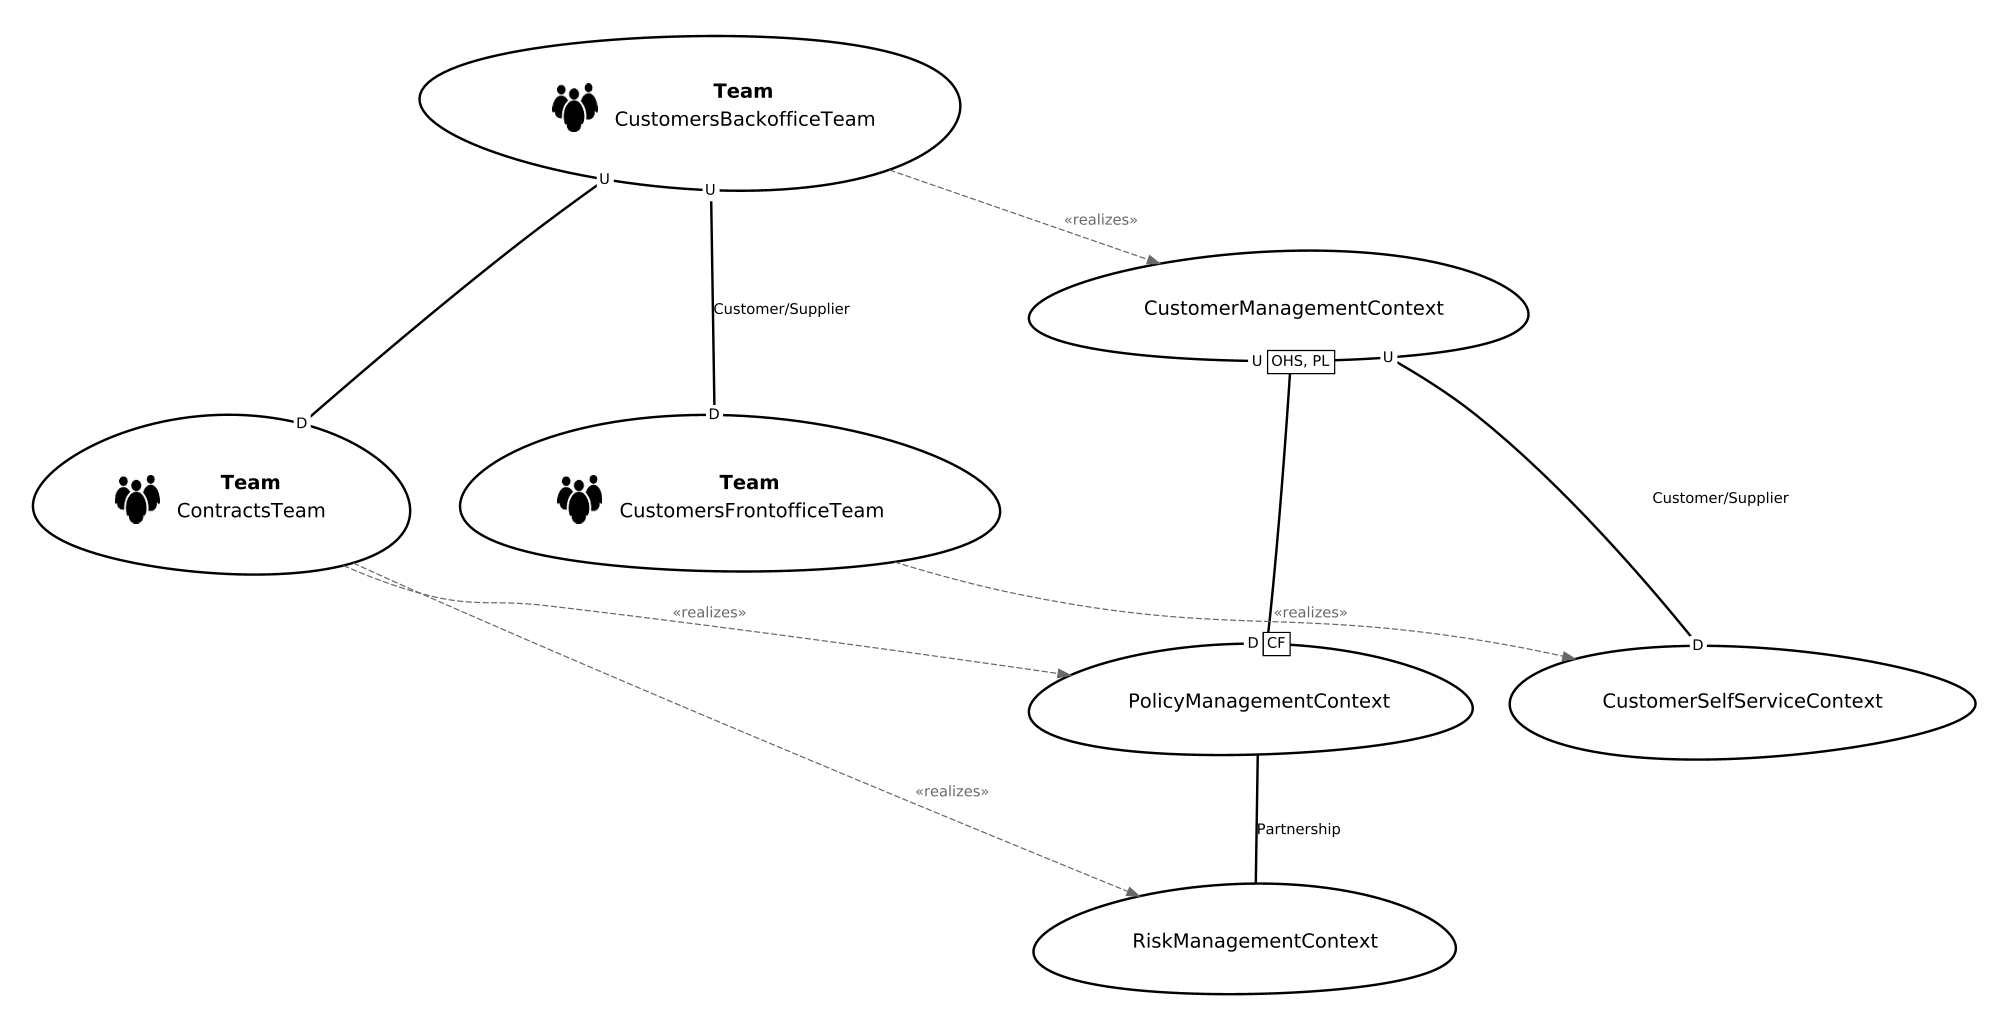 Team
CustomersBackofficeTeam
U
U
«realizes»
Customer/Supplier
CustomerManagementContext
U
OHS, PL
U
D
D
Team
ContractsTeam
Team
CustomersFrontofficeTeam
Customer/Supplier
«realizes»
«realizes»
D
CF
D
PolicyManagementContext
CustomerSelfServiceContext
«realizes»
Partnership
RiskManagementContext